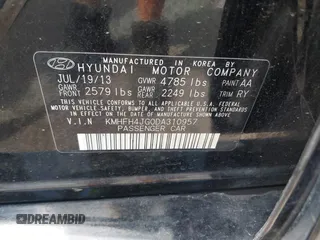 MANUFACTURED IN KOREA BY
HYUNDAI MOTOR COMPANY
JUL/19/13 GVWR 4785 lbs PAINT AA
GAWR FRONT 2579 lbs GAWR REAR 2249 lbs TRIM RY
THIS VEHICLE CONFORMS TO ALL APPLICABLE
U.S. FEDERAL MOTOR VEHICLE SAFETY, BUMPER, AND
THEFT PREVENTION STANDARDS IN EFFECT ON THE
DATE OF MANUFACTURE SHOWN ABOVE.
V.I.N KMHFH4JG0DA310957
PASSENGER CAR
DREAMBID